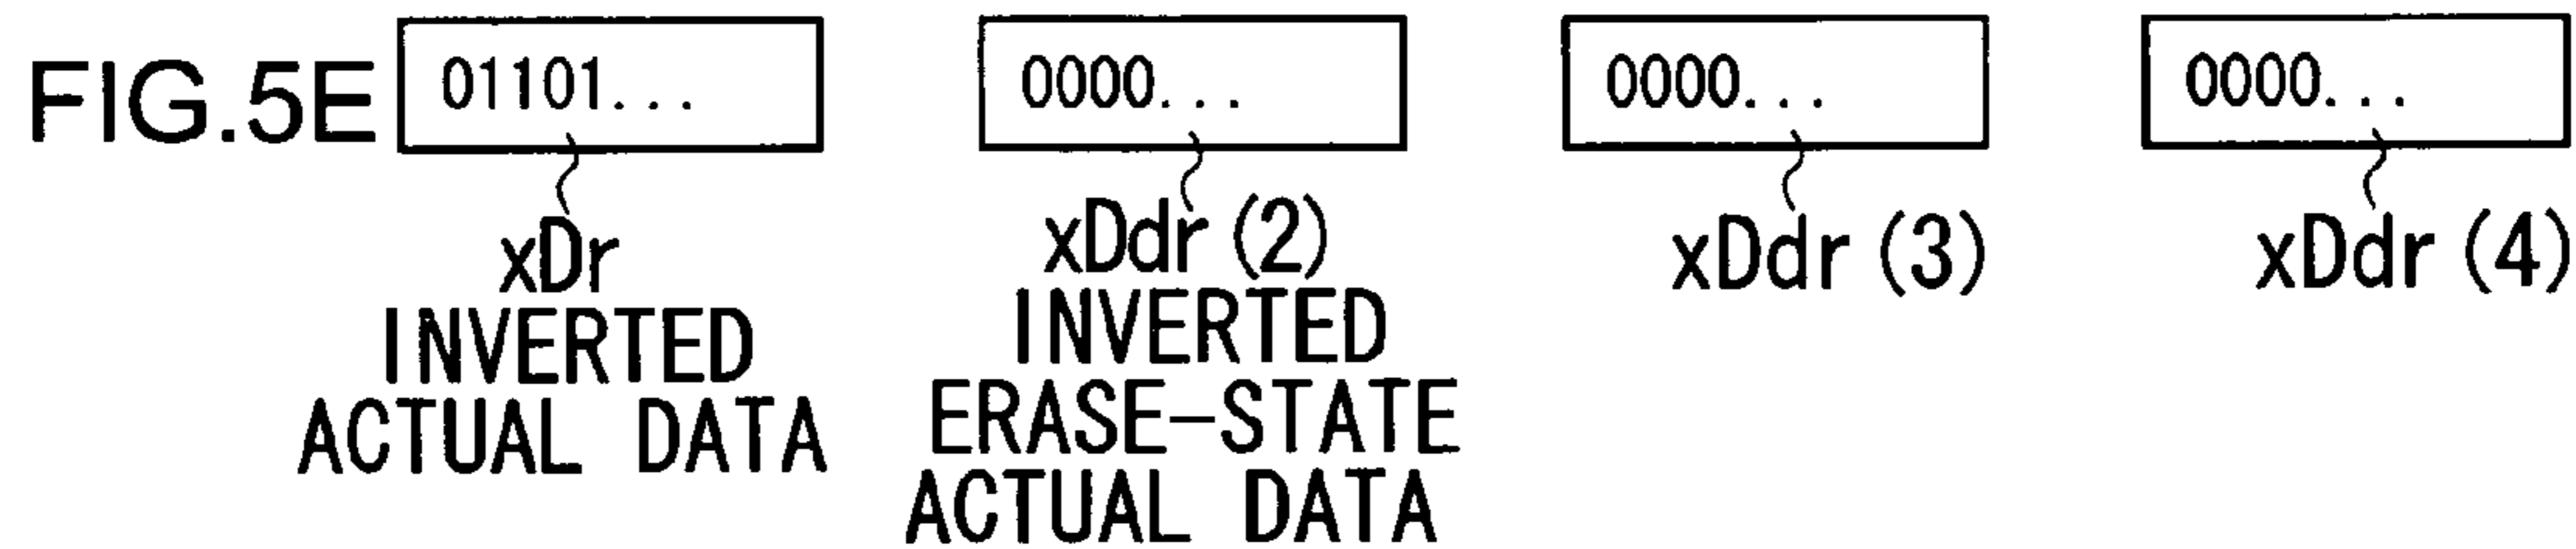 FIG.5E 01101... 0000... 0000... 0000...
xDr xDdr (2) xDdr (3) xDdr (4)
INVERTED
ACTUAL DATA
INVERTED
ERASE-STATE
ACTUAL DATA